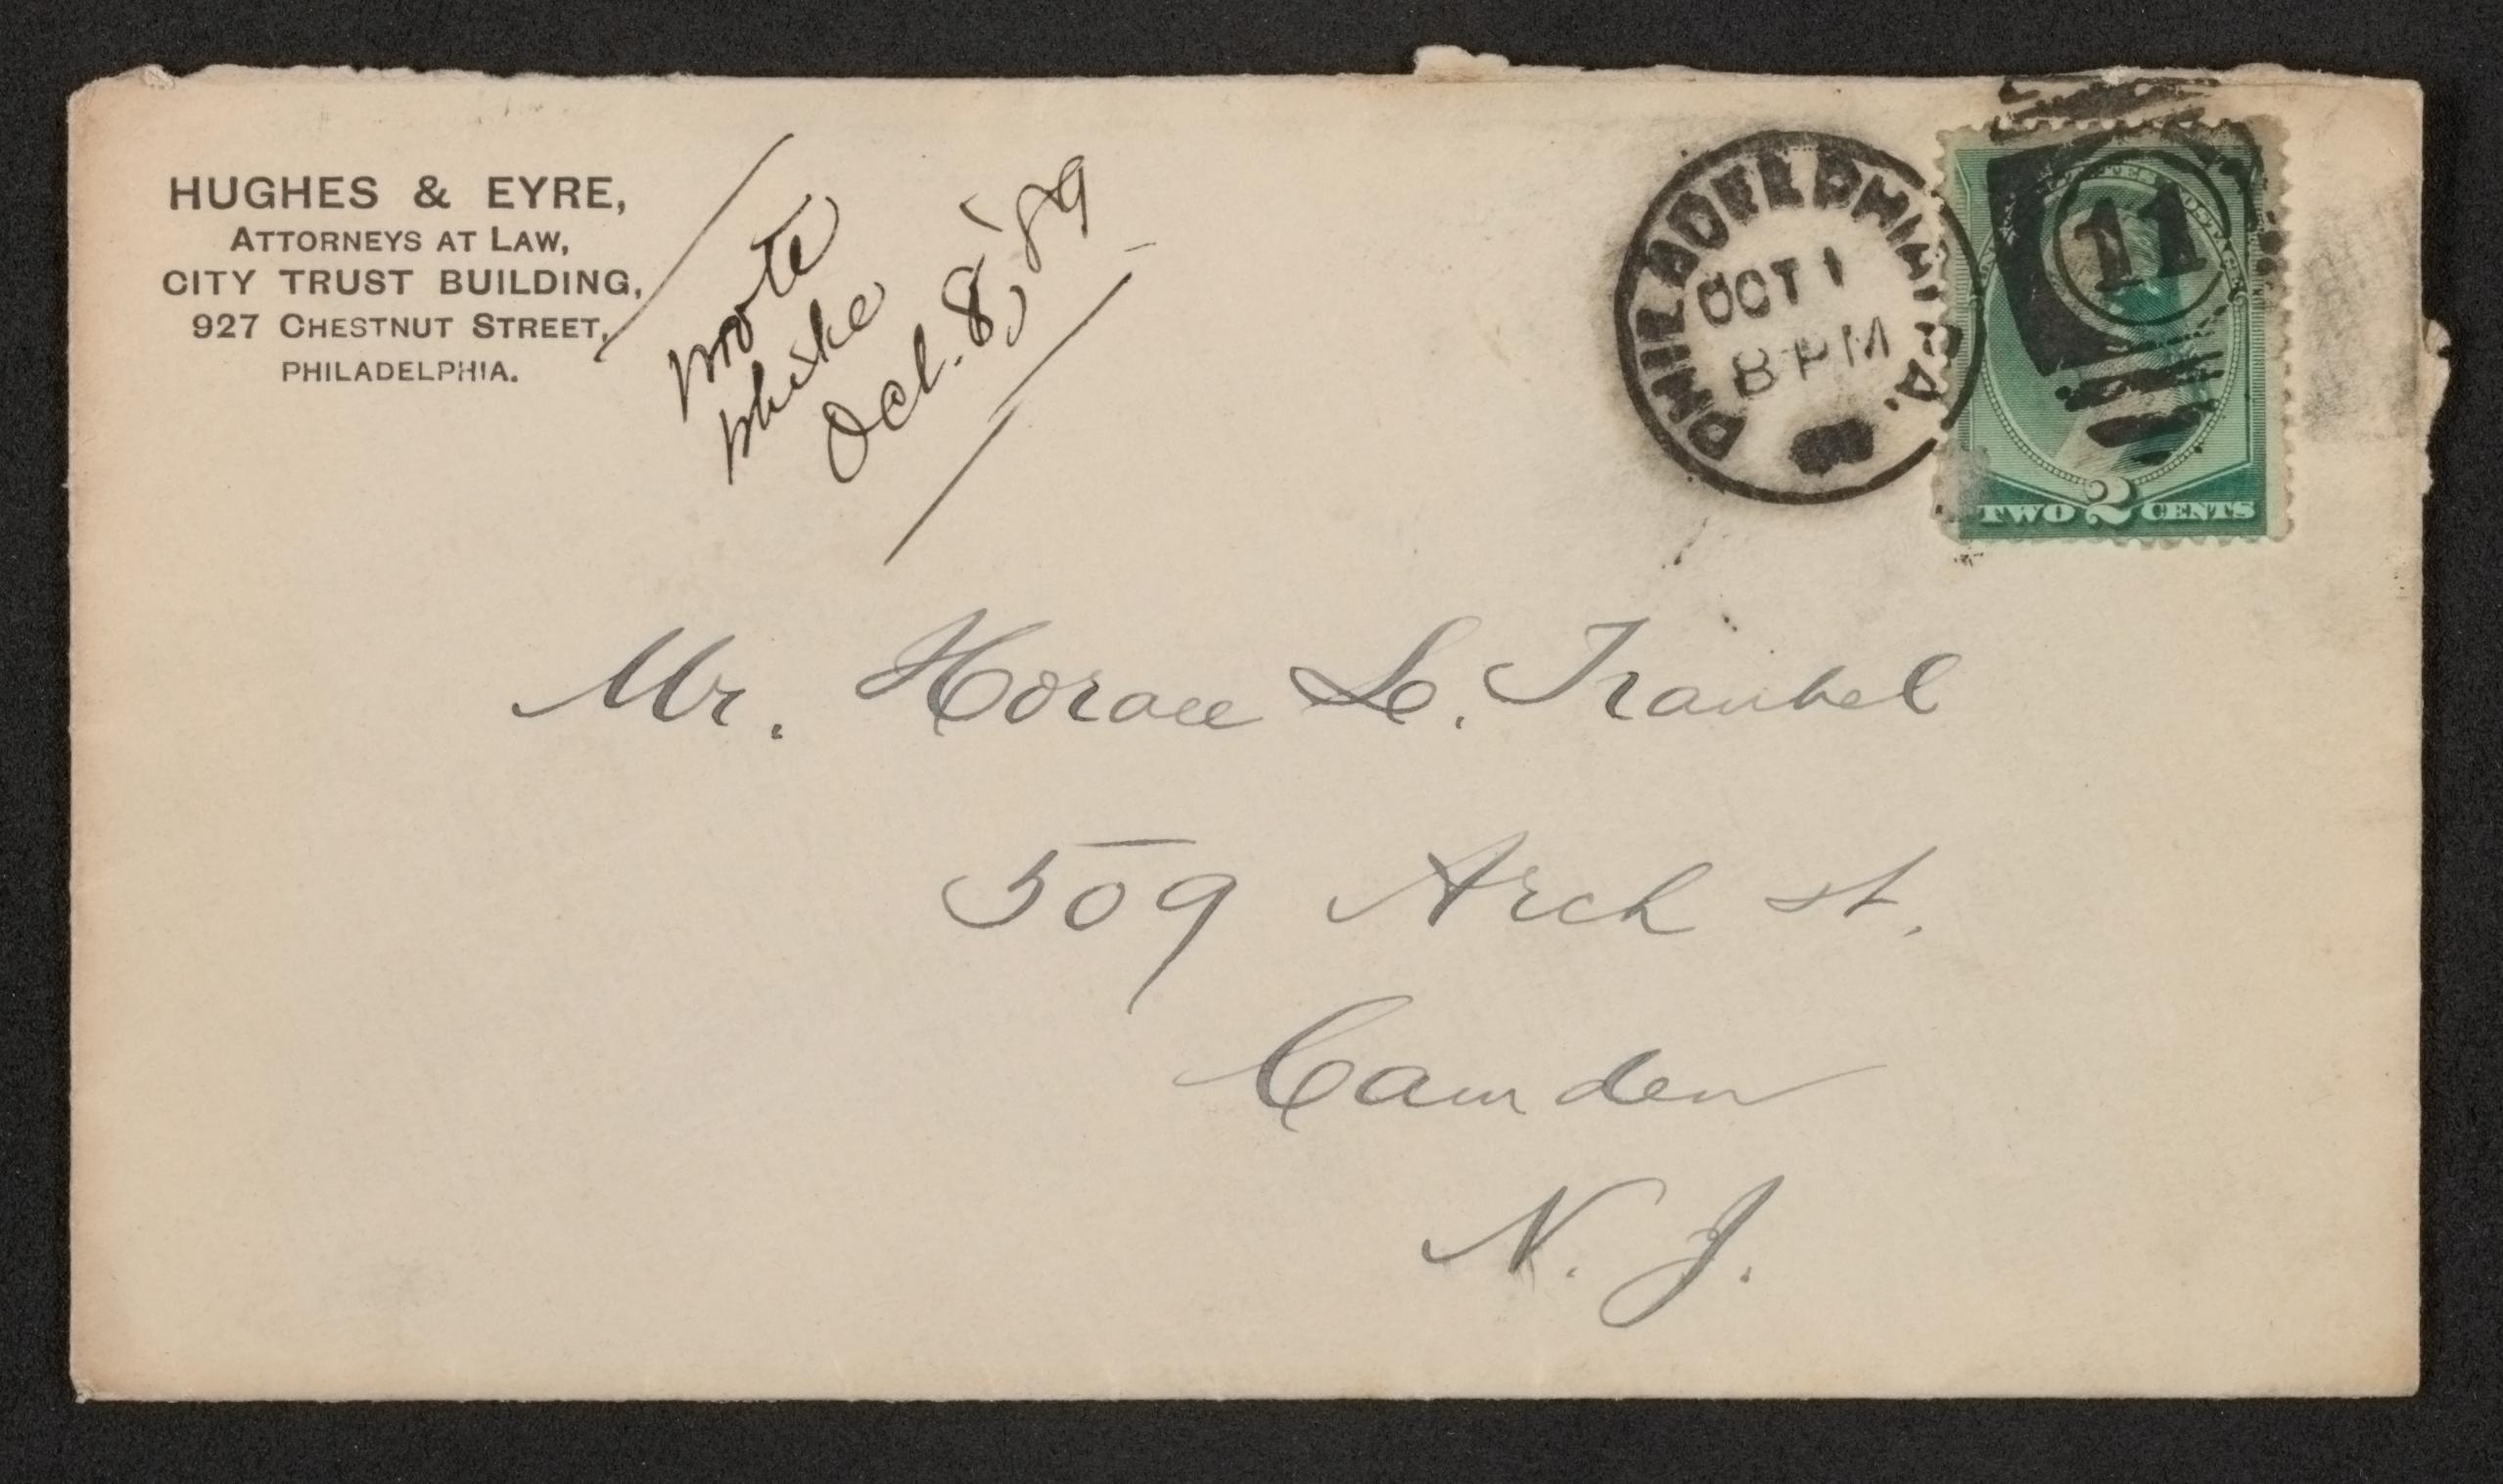 HUGHES & EYRE,
ATTORNEYS AT LAW,
CITY TRUST BUILDING,
927 CHESTNUT STREET,
PHILADELPHIA.
wrote
Oct. 8, '89
PHILADELPHIA PA.
OCT 1
8 PM
11
TWO 2 CENTS
Mr. Horace L. Traubel
509 Arch st.
Camden
N. J.